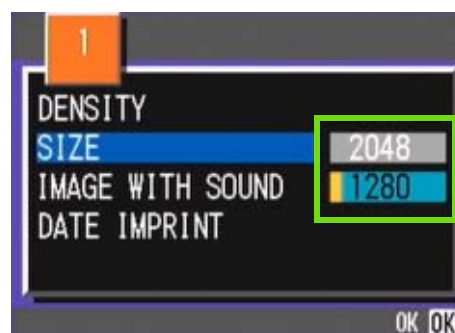 1
DENSITY
SIZE 2048
IMAGE WITH SOUND 1280
DATE IMPRINT
OK OK